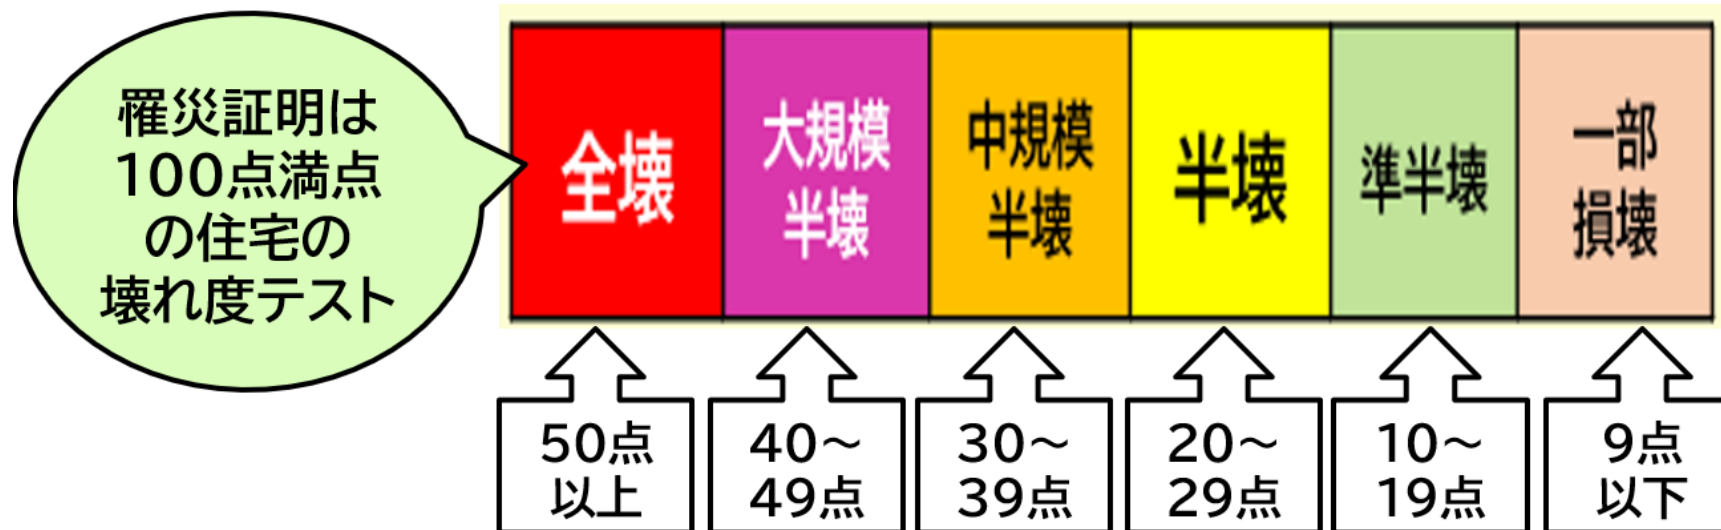 罹災証明は
100点満点
の住宅の
壊れ度テスト
全壊
大規模
半壊
中規模
半壊
半壊
準半壊
一部
損壊
50点
以上
40～
49点
30～
39点
20～
29点
10～
19点
9点
以下